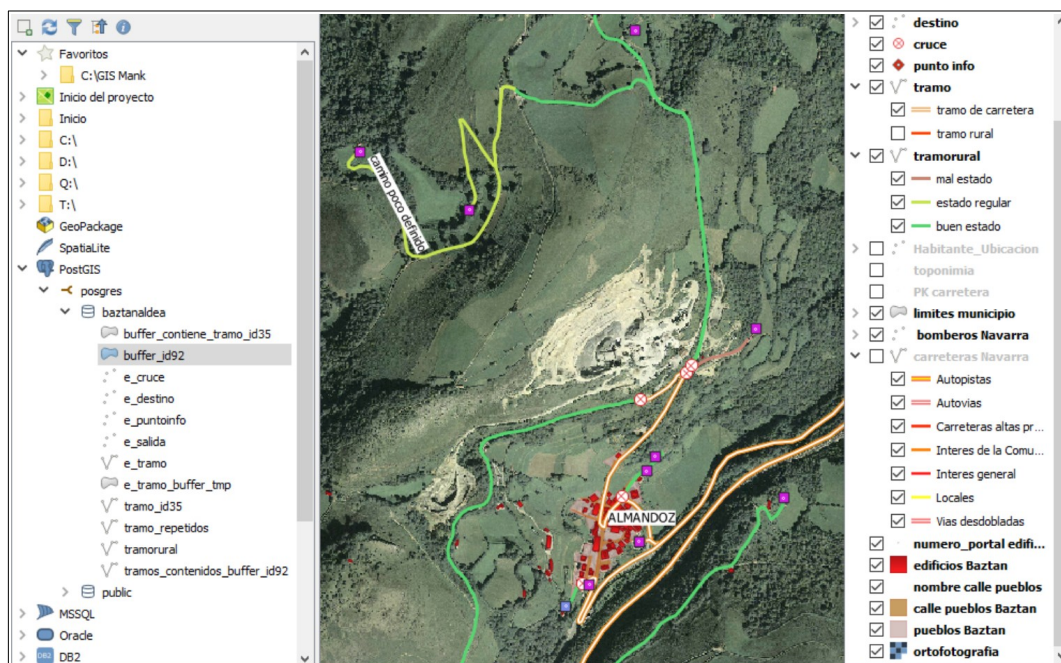 Favoritos
C:\GIS Mank
Inicio del proyecto
Inicio
C:\
D:\
Q:\
T:\
GeoPackage
SpatiaLite
PostGIS
posgres
baztanaldea
buffer_contiene_tramo_id35
buffer_id92
e_cruce
e_destino
e_puntoinfo
e_salida
e_tramo
e_tramo_buffer_tmp
tramo_id35
tramo_repetidos
tramorural
tramos_contenidos_buffer_id92
public
MSSQL
Oracle
DB2
DB2
camino poco definido
ALMANDOZ
destino
cruce
punto info
tramo
tramo de carretera
tramo rural
tramorural
mal estado
estado regular
buen estado
Habitante_Ubicacion
toponimia
PK carretera
limites municipio
bomberos Navarra
carreteras Navarra
Autopistas
Autovias
Carreteras altas pr...
Interes de la Comu...
Interes general
Locales
Vias desdobladas
numero_portal edifi...
edificios Baztan
nombre calle pueblos
calle pueblos Baztan
pueblos Baztan
ortofotografia